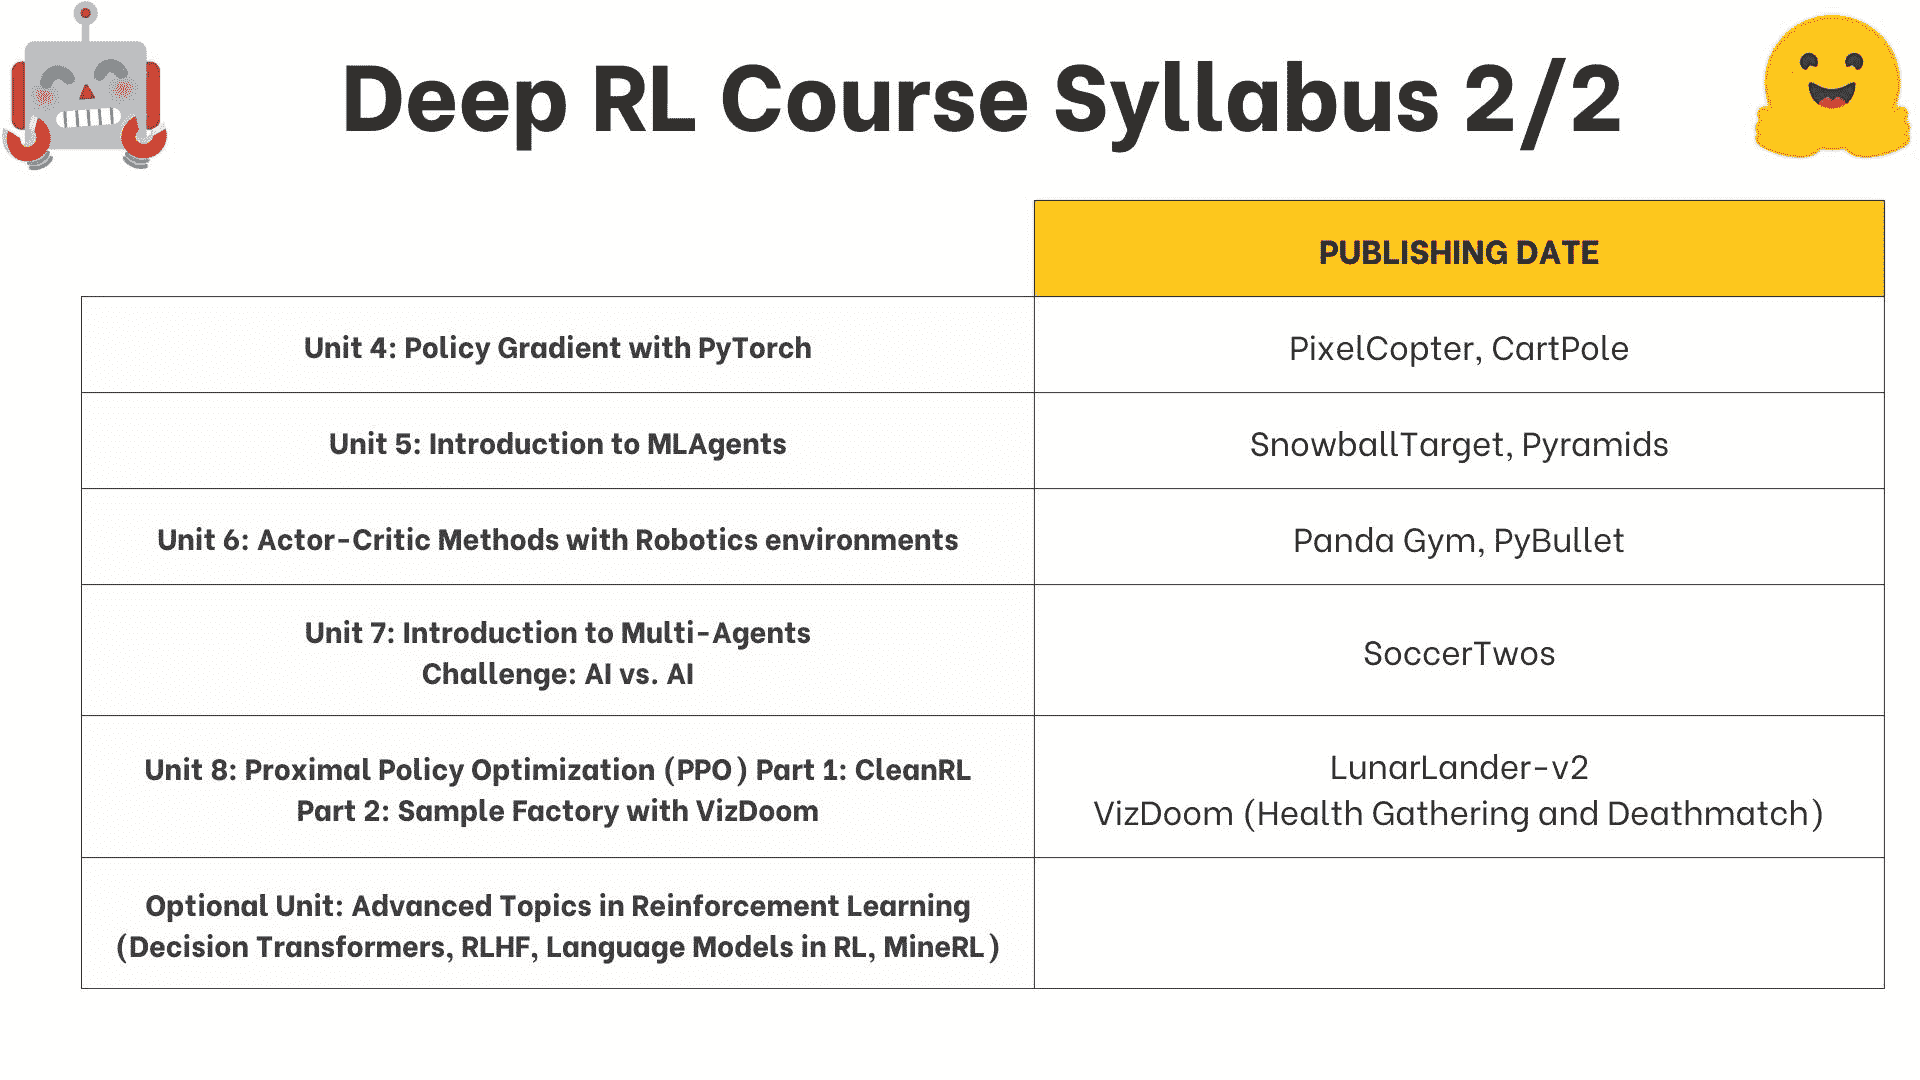 Deep RL Course Syllabus 2/2
PUBLISHING DATE
Unit 4: Policy Gradient with PyTorch
PixelCopter, CartPole
Unit 5: Introduction to MLAgents
SnowballTarget, Pyramids
Unit 6: Actor-Critic Methods with Robotics environments
Panda Gym, PyBullet
Unit 7: Introduction to Multi-Agents
Challenge: AI vs. AI
SoccerTwos
Unit 8: Proximal Policy Optimization (PPO) Part 1: CleanRL
Part 2: Sample Factory with VizDoom
LunarLander-v2
VizDoom (Health Gathering and Deathmatch)
Optional Unit: Advanced Topics in Reinforcement Learning
(Decision Transformers, RLHF, Language Models in RL, MineRL)